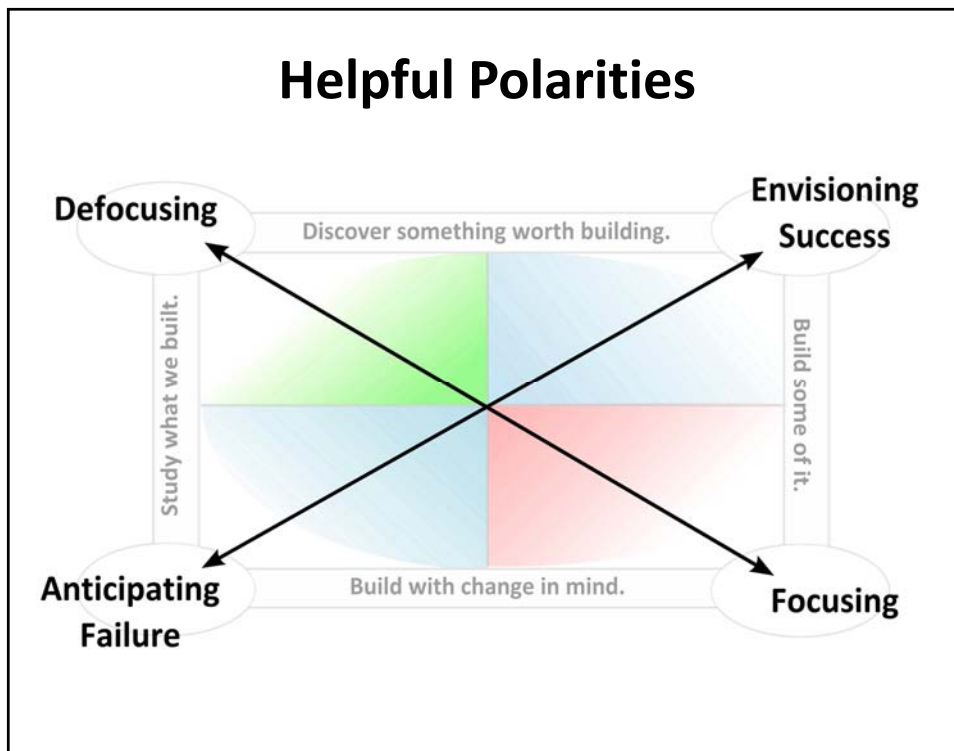 Helpful Polarities
Defocusing
Envisioning
Success
Discover something worth building.
Study what we built.
Build some of it.
Anticipating
Failure
Build with change in mind.
Focusing